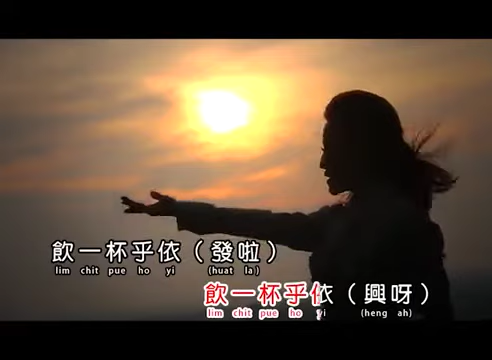 飲一杯乎依（發啦）
lim chit pue ho yi (huat la)
飲一杯乎依（興呀）
lim chit pue ho yi (heng ah)